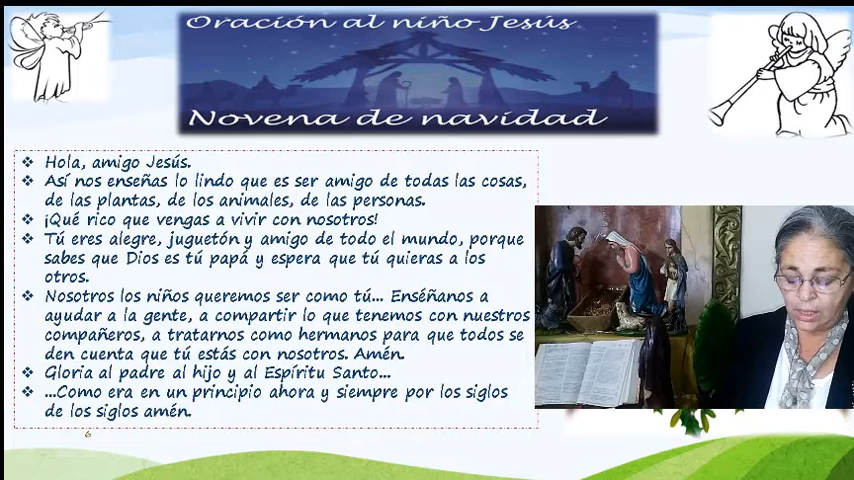 Oración al niño Jesús
Novena de navidad
Hola, amigo Jesús.
Así nos enseñas lo lindo que es ser amigo de todas las cosas,
de las plantas, de los animales, de las personas.
¡Qué rico que vengas a vivir con nosotros!
Tú eres alegre, juguetón y amigo de todo el mundo, porque
sabes que Dios es tú papá y espera que tú quieras a los
otros.
Nosotros los niños queremos ser como tú... Enséñanos a
ayudar a la gente, a compartir lo que tenemos con nuestros
compañeros, a tratarnos como hermanos para que todos se
den cuenta que tú estás con nosotros. Amén.
Gloria al padre al hijo y al Espíritu Santo...
...Como era en un principio ahora y siempre por los siglos
de los siglos amén.
6